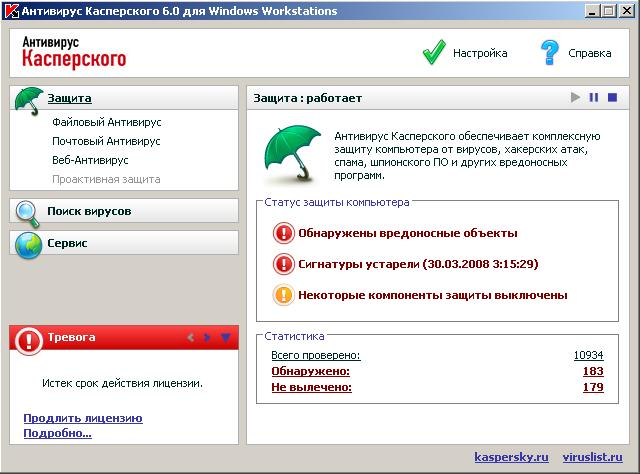 Антивирус Касперского 6.0 для Windows Workstations
Антивирус
Касперского
Настройка
Справка
Защита
Файловый Антивирус
Почтовый Антивирус
Веб-Антивирус
Проактивная защита
Поиск вирусов
Сервис
Тревога
Истек срок действия лицензии.
Продлить лицензию
Подробно...
Защита : работает
Антивирус Касперского обеспечивает комплексную
защиту компьютера от вирусов, хакерских атак,
спама, шпионского ПО и других вредоносных
программ.
Статус защиты компьютера
Обнаружены вредоносные объекты
Сигнатуры устарели (30.03.2008 3:15:29)
Некоторые компоненты защиты выключены
Статистика
Всего проверено: 10934
Обнаружено: 183
Не вылечено: 179
kaspersky.ru viruslist.ru